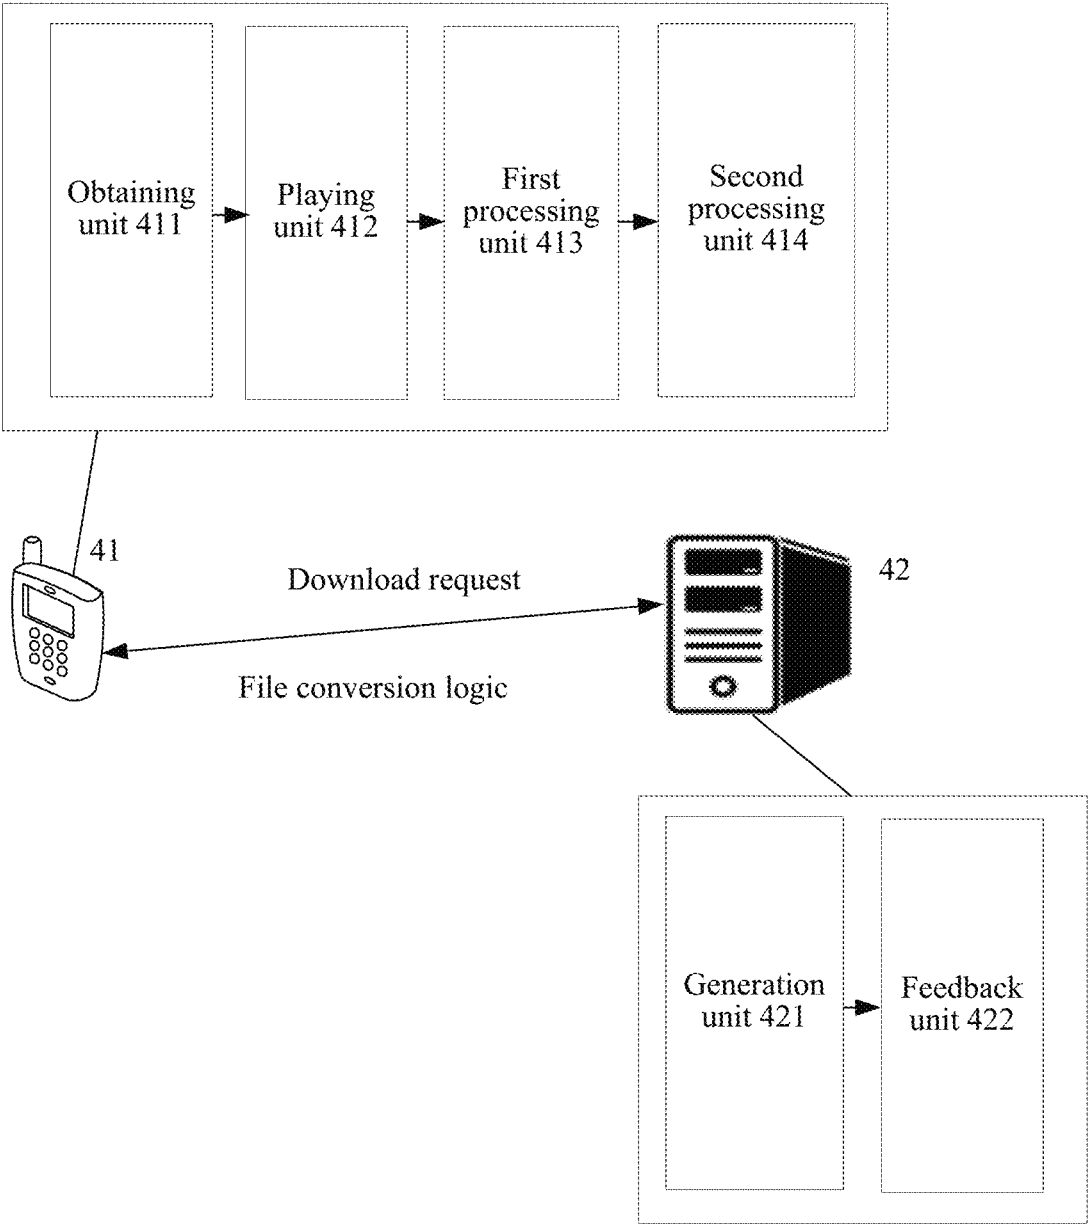 Obtaining
unit 411
Playing
unit 412
First
processing
unit 413
Second
processing
unit 414
41
Download request
42
File conversion logic
Generation
unit 421
Feedback
unit 422